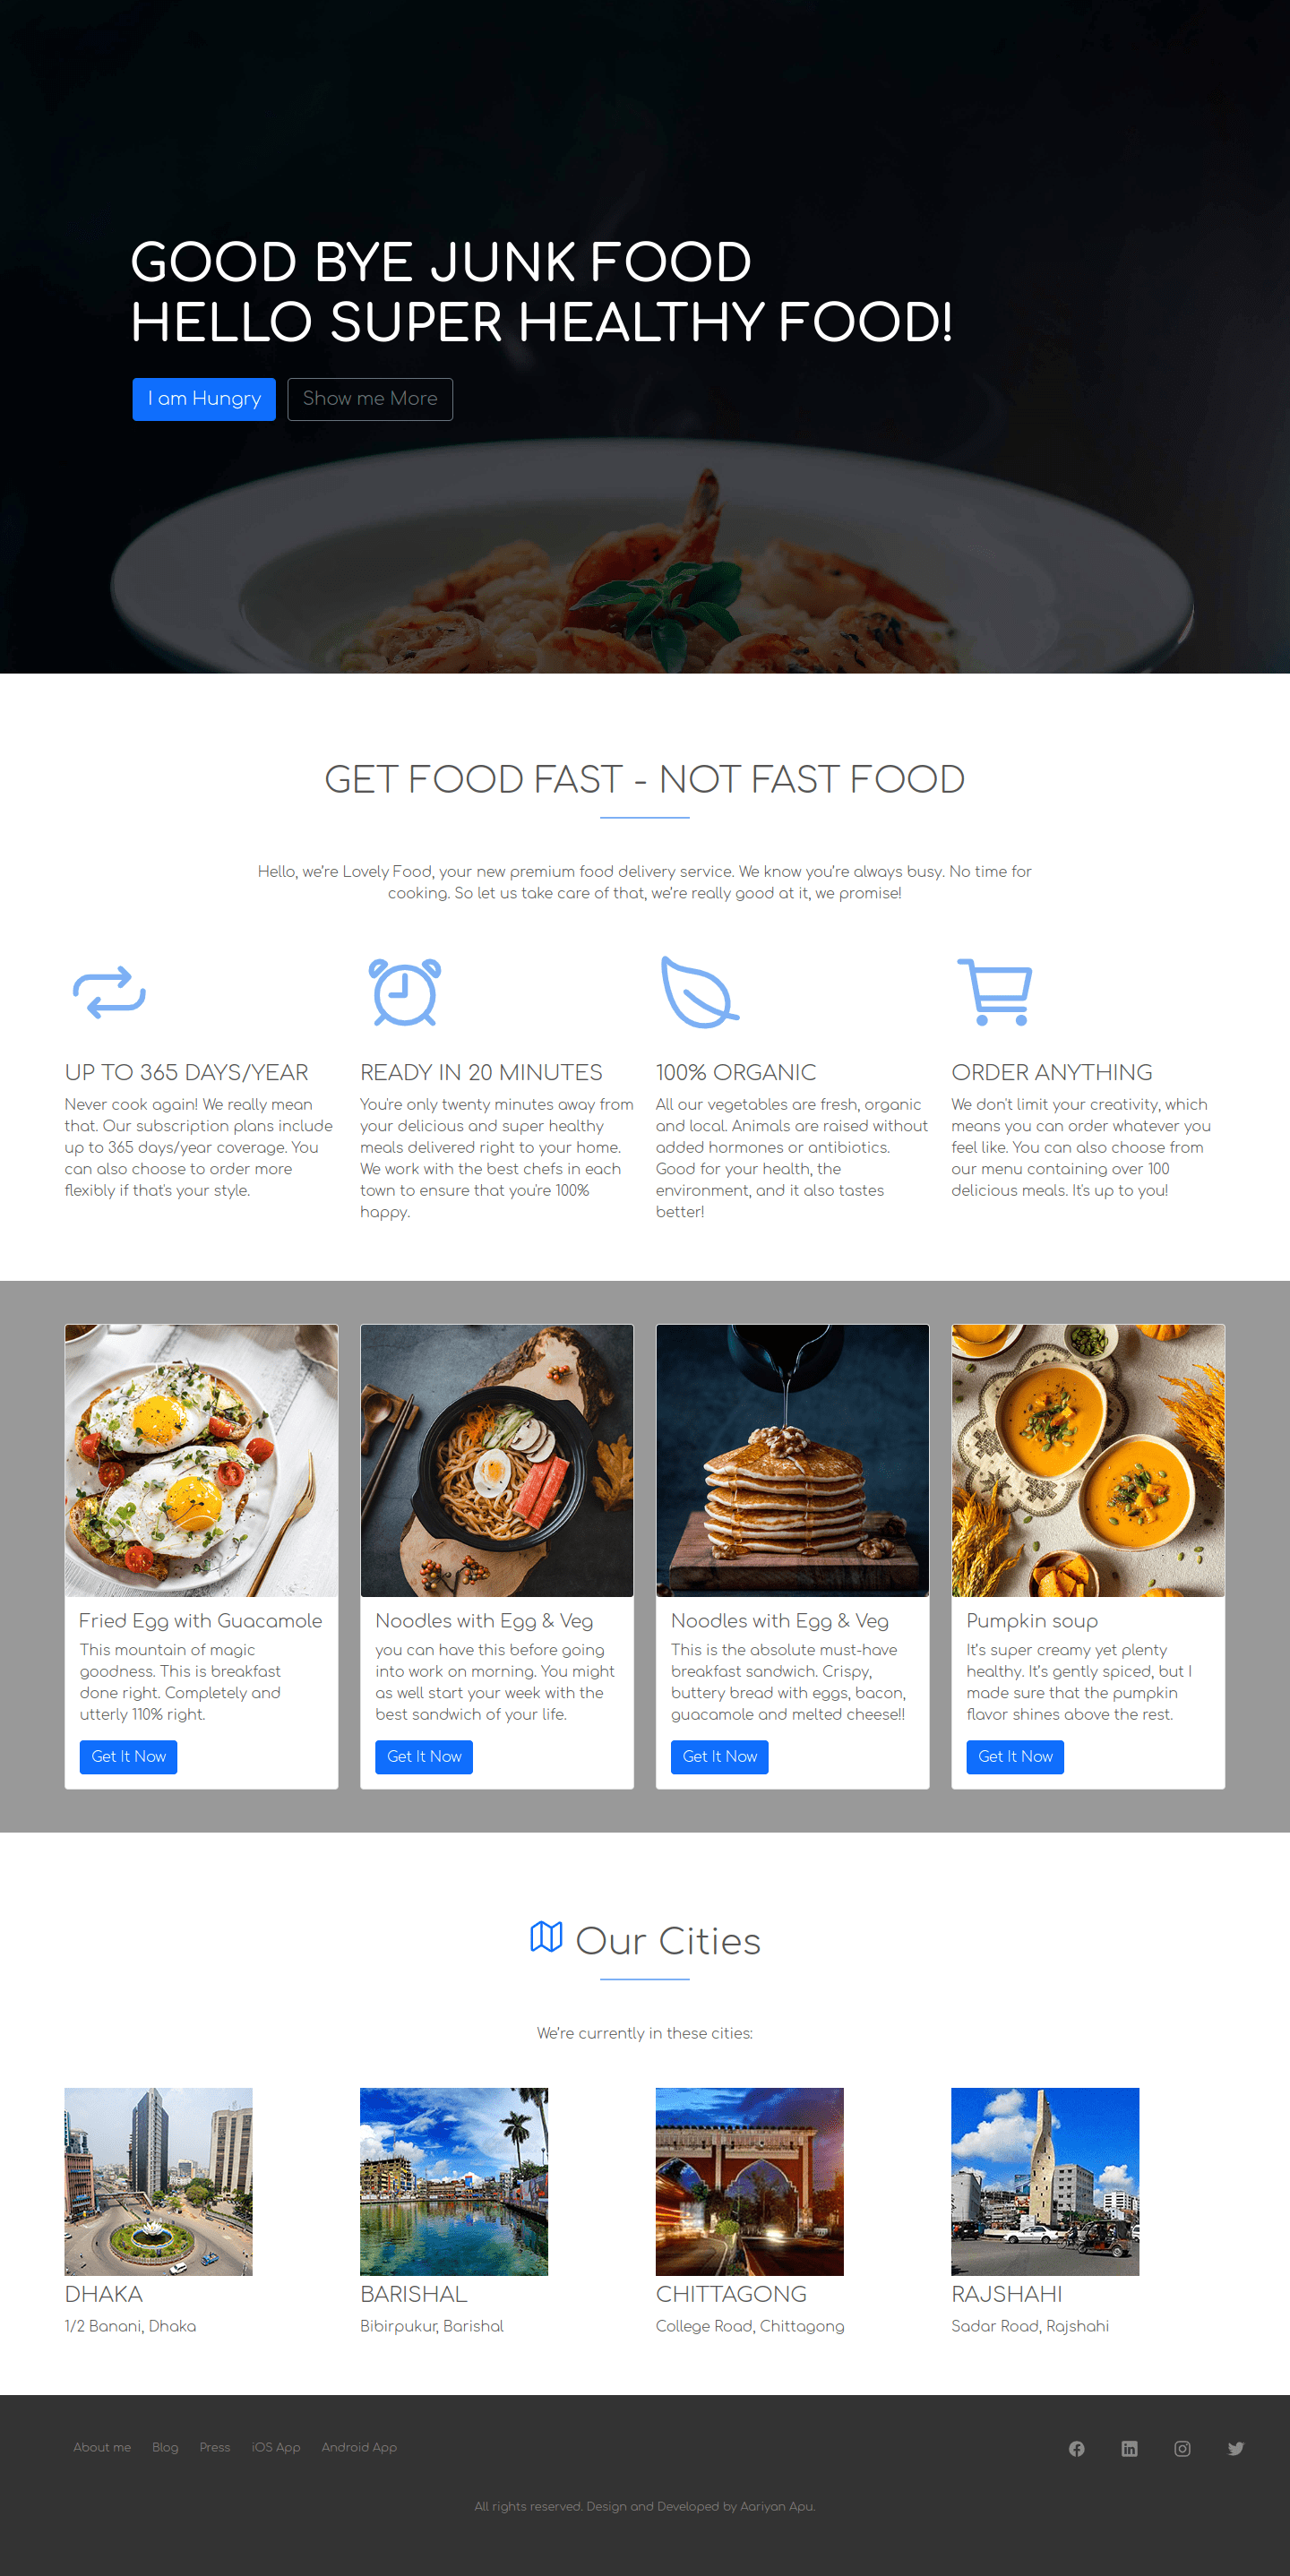 GOOD BYE JUNK FOOD
HELLO SUPER HEALTHY FOOD!
I am Hungry
Show me More
GET FOOD FAST - NOT FAST FOOD
Hello, we're Lovely Food, your new premium food delivery service. We know you're always busy. No time for
cooking. So let us take care of that, we're really good at it, we promise!
UP TO 365 DAYS/YEAR
Never cook again! We really mean
that. Our subscription plans include
up to 365 days/year coverage. You
can also choose to order more
flexibly if that's your style.
READY IN 20 MINUTES
You're only twenty minutes away from
your delicious and super healthy
meals delivered right to your home.
We work with the best chefs in each
town to ensure that you're 100%
happy.
100% ORGANIC
All our vegetables are fresh, organic
and local. Animals are raised without
added hormones or antibiotics.
Good for your health, the
environment, and it also tastes
better!
ORDER ANYTHING
We don't limit your creativity, which
means you can order whatever you
feel like. You can also choose from
our menu containing over 100
delicious meals. It's up to you!
Fried Egg with Guacamole
This mountain of magic
goodness. This is breakfast
done right. Completely and
utterly 110% right.
Get It Now
Noodles with Egg & Veg
you can have this before going
into work on morning. You might
as well start your week with the
best sandwich of your life.
Get It Now
Noodles with Egg & Veg
This is the absolute must-have
breakfast sandwich. Crispy,
buttery bread with eggs, bacon,
guacamole and melted cheese!!
Get It Now
Pumpkin soup
It's super creamy yet plenty
healthy. It's gently spiced, but I
made sure that the pumpkin
flavor shines above the rest.
Get It Now
Our Cities
We're currently in these cities:
DHAKA
1/2 Banani, Dhaka
BARISHAL
Bibirpukur, Barishal
CHITTAGONG
College Road, Chittagong
RAJSHAHI
Sadar Road, Rajshahi
About me
Blog
Press
iOS App
Android App
All rights reserved. Design and Developed by Aariyan Apu.